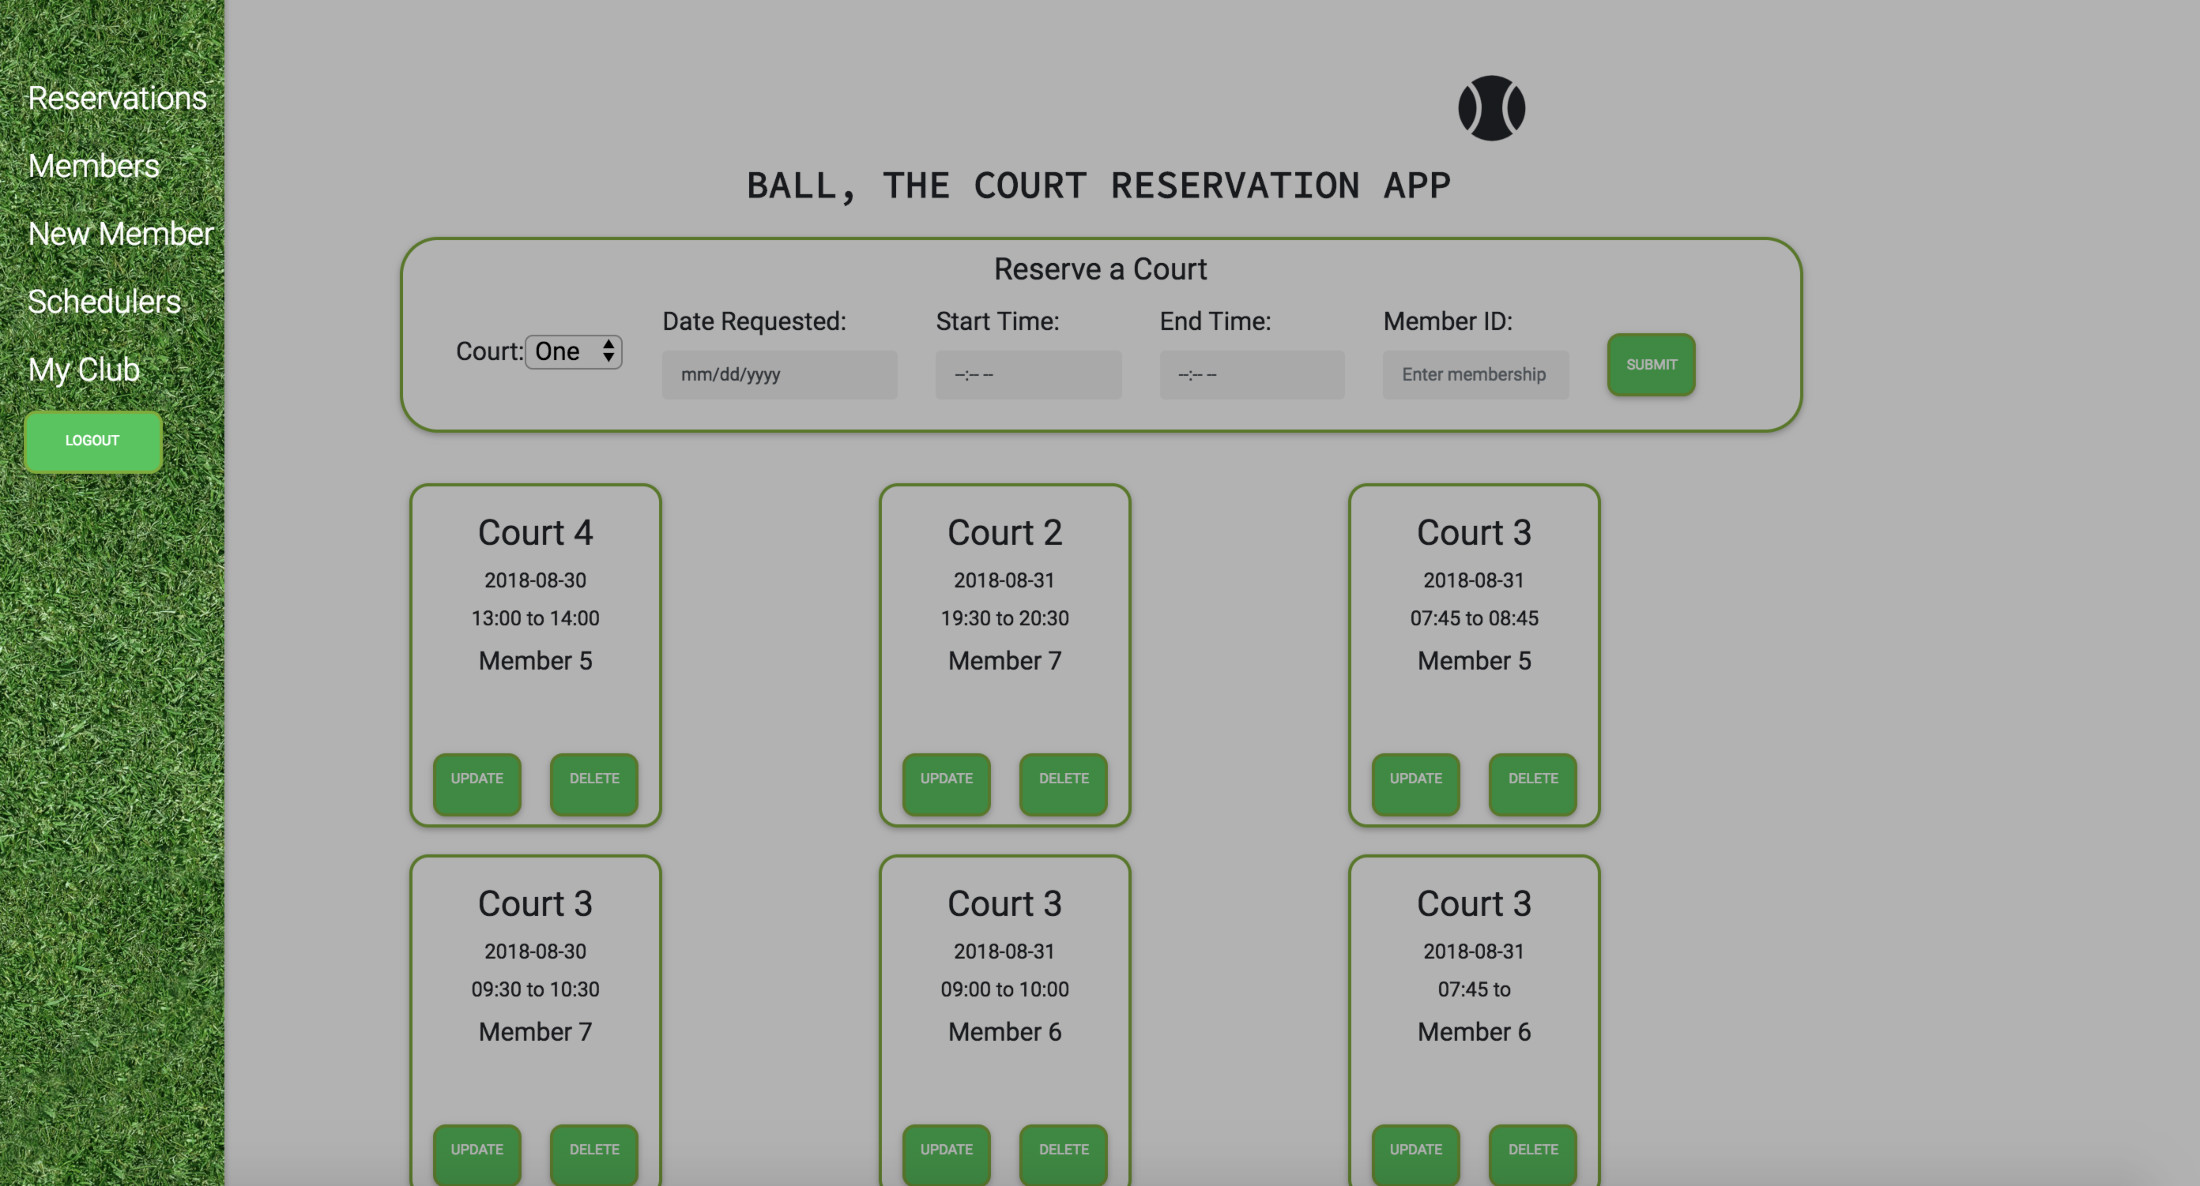 Reservations
Members
New Member
Schedulers
My Club
LOGOUT
BALL, THE COURT RESERVATION APP
Reserve a Court
Court: One
Date Requested:
mm/dd/yyyy
Start Time:
--:-- --
End Time:
--:-- --
Member ID:
Enter membership
SUBMIT
Court 4
2018-08-30
13:00 to 14:00
Member 5
UPDATE DELETE
Court 2
2018-08-31
19:30 to 20:30
Member 7
UPDATE DELETE
Court 3
2018-08-31
07:45 to 08:45
Member 5
UPDATE DELETE
Court 3
2018-08-30
09:30 to 10:30
Member 7
UPDATE DELETE
Court 3
2018-08-31
09:00 to 10:00
Member 6
UPDATE DELETE
Court 3
2018-08-31
07:45 to
Member 6
UPDATE DELETE